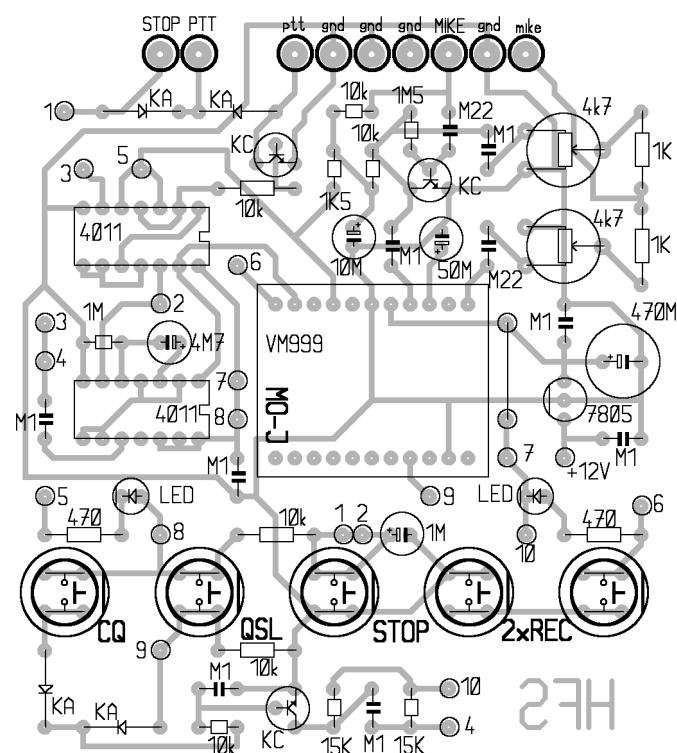 STOP PTT ptt gnd gnd gnd MIKE gnd mike
10k 1M5
KA KA M22 4k7
1 M1
KC 10k 1K
3 5 KC
10k 1K5
4011 4k7
10M M1 50M M22 1K
6
2
3 1M 4M7 M1 470M
VM999
4
7 MO-J
M1 4011 8 7805
7 M1
M1 +12V
5 LED 9 LED 6
470 8 10k 1 2 1M 10 470
CQ QSL STOP 2xREC
9 10k
M1 10 HFS
KA KA
10k KC 15K M1 15K 4